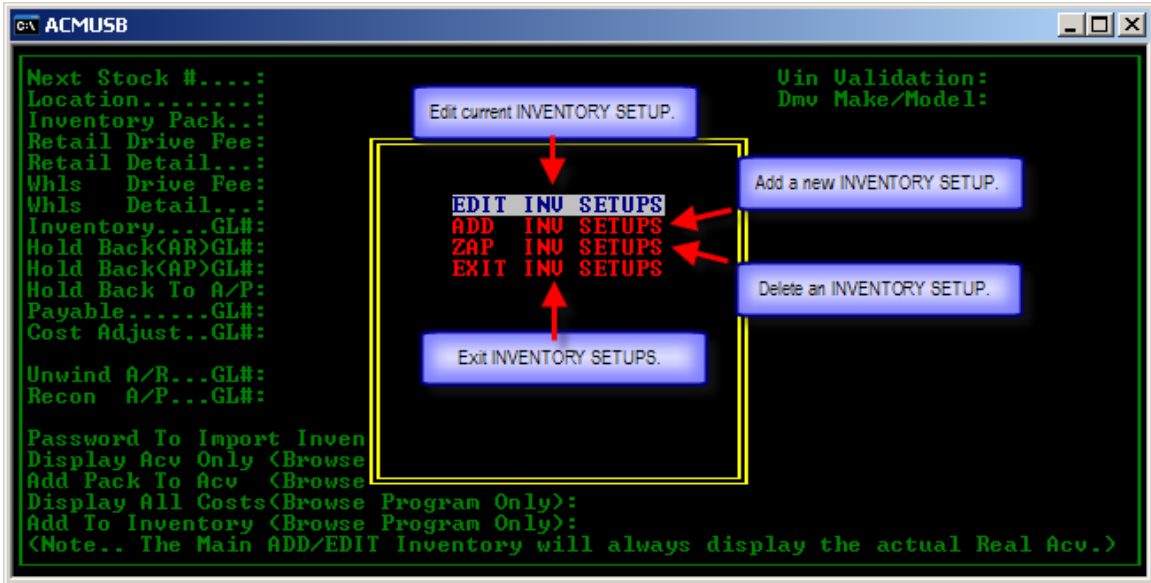 ACMUSB
Next Stock #....:
Vin Validation:
Location........:
Dmv Make/Model:
Inventory Pack..:
Retail Drive Fee:
Retail Detail...:
Whls   Drive Fee:
Whls   Detail...:
Inventory....GL#:
Hold Back(AR)GL#:
Hold Back(AP)GL#:
Hold Back To A/P:
Payable......GL#:
Cost Adjust..GL#:
Unwind A/R...GL#:
Recon  A/P...GL#:
Password To Import Inven
Display Acv Only (Browse
Add Pack To Acv  (Browse
Display All Costs(Browse Program Only):
Add To Inventory (Browse Program Only):
(Note.. The Main ADD/EDIT Inventory will always display the actual Real Acv.)
Edit current INVENTORY SETUP.
EDIT INV SETUPS
ADD  INV SETUPS
ZAP  INV SETUPS
EXIT INV SETUPS
Add a new INVENTORY SETUP.
Delete an INVENTORY SETUP.
Exit INVENTORY SETUPS.